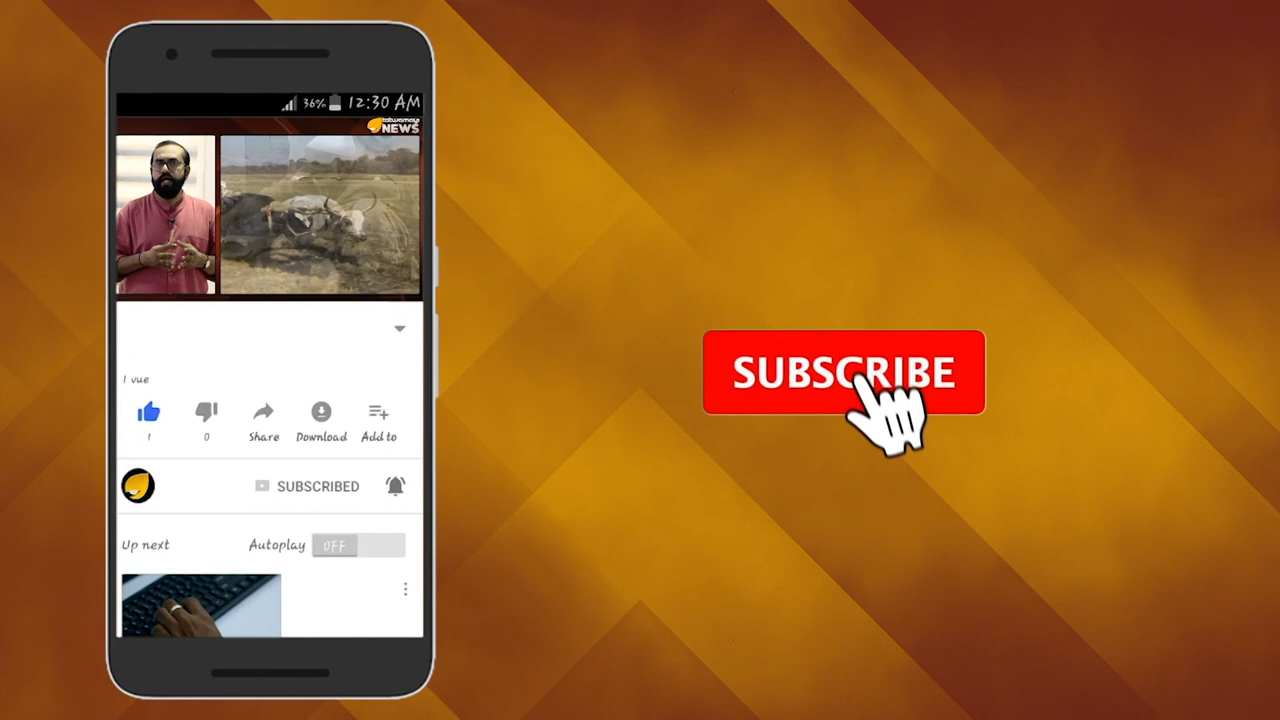 36% 12:30 AM
tatwamayi
NEWS
1 vue
1
0
Share
Download
Add to
SUBSCRIBED
Up next
Autoplay
OFF
SUBSCRIBE